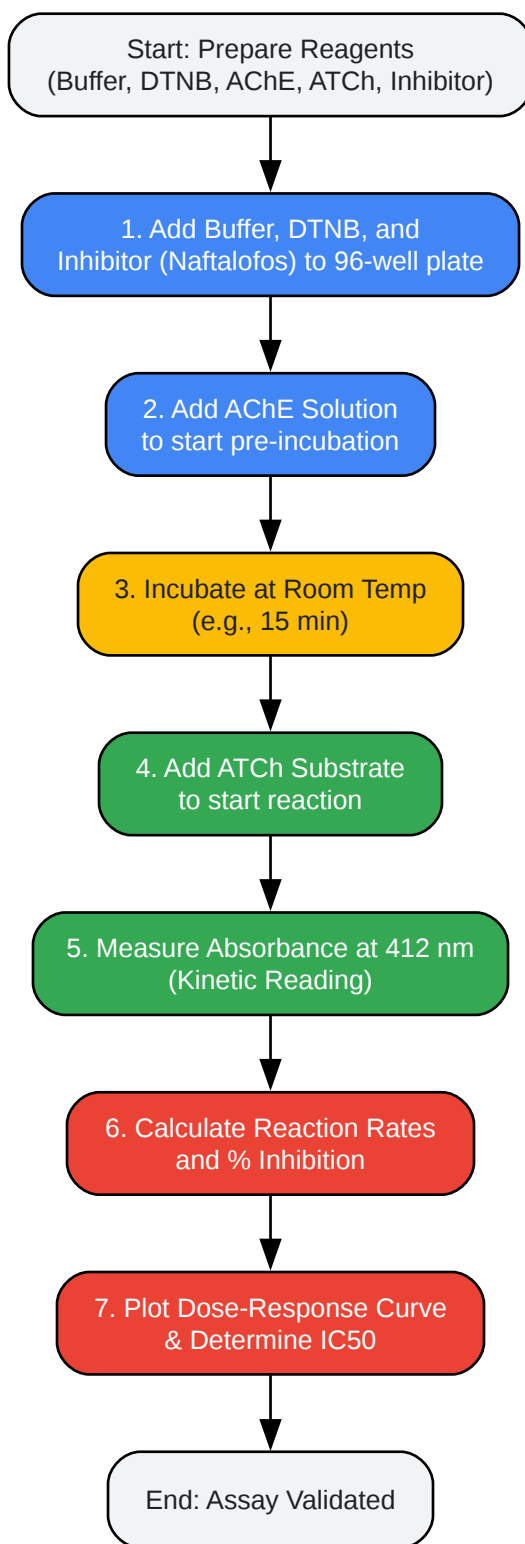 Start: Prepare Reagents
(Buffer, DTNB, AChE, ATCh, Inhibitor)
1. Add Buffer, DTNB, and
Inhibitor (Naftalofos) to 96-well plate
2. Add AChE Solution
to start pre-incubation
3. Incubate at Room Temp
(e.g., 15 min)
4. Add ATCh Substrate
to start reaction
5. Measure Absorbance at 412 nm
(Kinetic Reading)
6. Calculate Reaction Rates
and % Inhibition
7. Plot Dose-Response Curve
& Determine IC50
End: Assay Validated